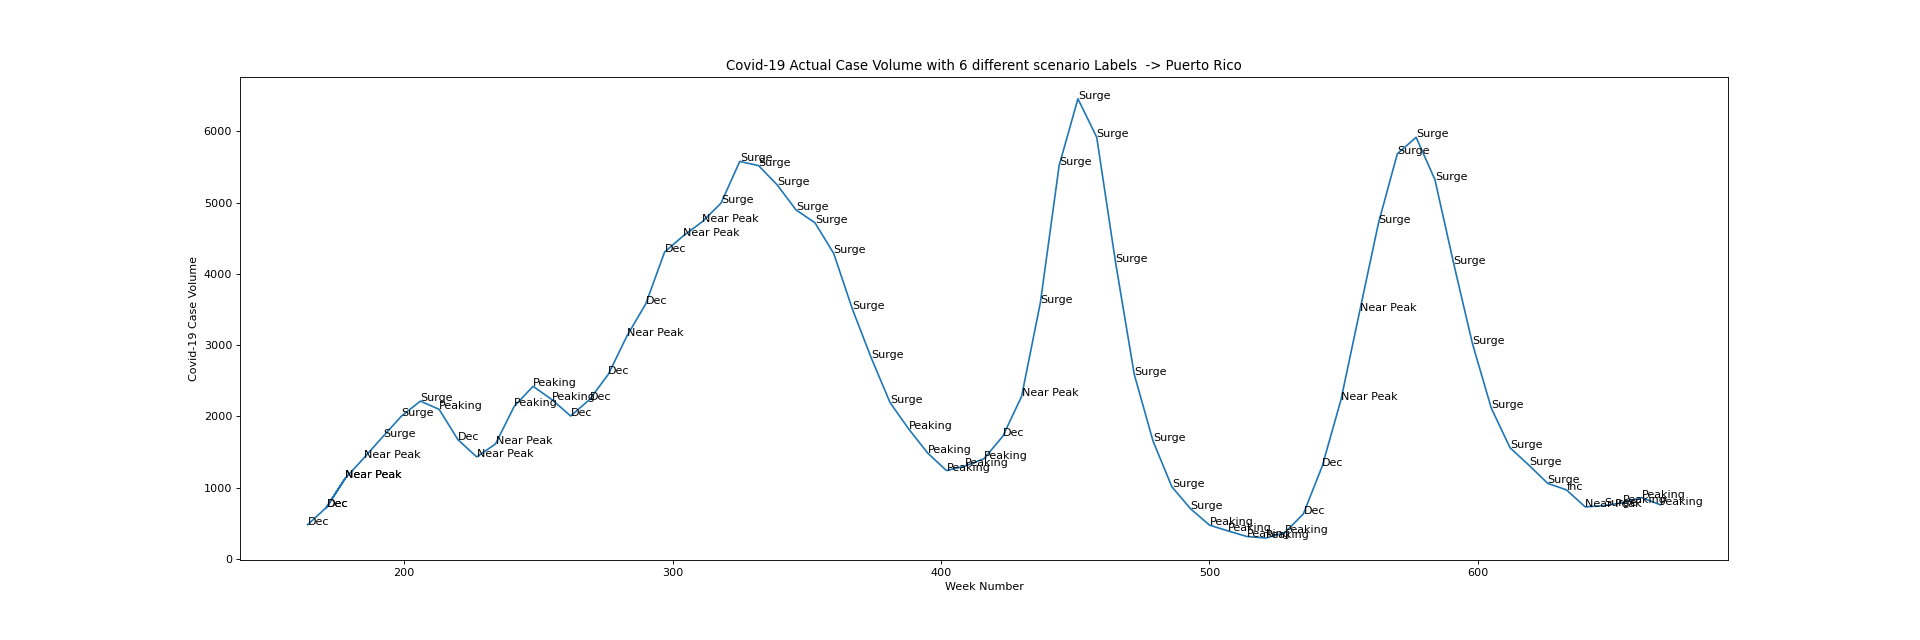 Covid-19 Actual Case Volume with 6 different scenario Labels -> Puerto Rico
Covid-19 Case Volume
6000
5000
4000
3000
2000
1000
0
200
300
400
500
600
Week Number
Dec
Dec
Near Peak
Near Peak
Surge
Surge
Surge
Peaking
Dec
Near Peak
Near Peak
Peaking
Peaking
Peaking
Dec
Dec
Dec
Near Peak
Dec
Dec
Near Peak
Near Peak
Surge
Surge
Surge
Surge
Surge
Surge
Surge
Surge
Surge
Surge
Peaking
Peaking
Peaking
Peaking
Peaking
Dec
Near Peak
Surge
Surge
Surge
Surge
Surge
Surge
Surge
Surge
Surge
Peaking
Peaking
Peaking
Peaking
Peaking
Dec
Dec
Near Peak
Near Peak
Surge
Surge
Surge
Surge
Surge
Surge
Surge
Surge
Surge
Surge
Inc
Near Peak
Surge
Peaking
Peaking
Peaking